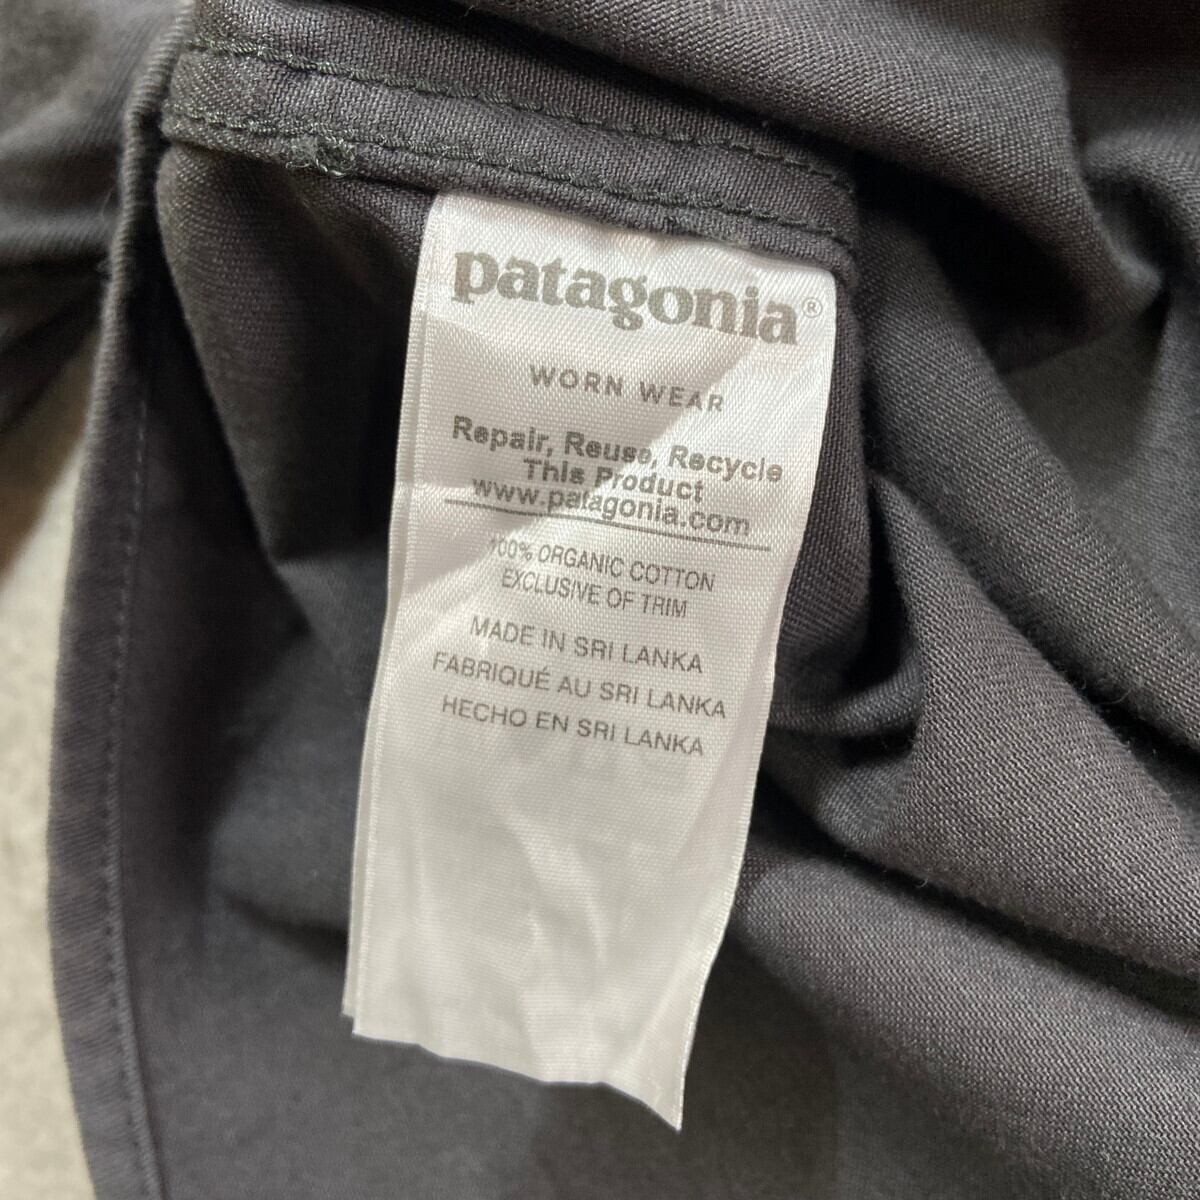 patagonia®
WORN WEAR
Repair, Reuse, Recycle
This Product
www.patagonia.com
100% ORGANIC COTTON
EXCLUSIVE OF TRIM
MADE IN SRI LANKA
FABRIQUÉ AU SRI LANKA
HECHO EN SRI LANKA